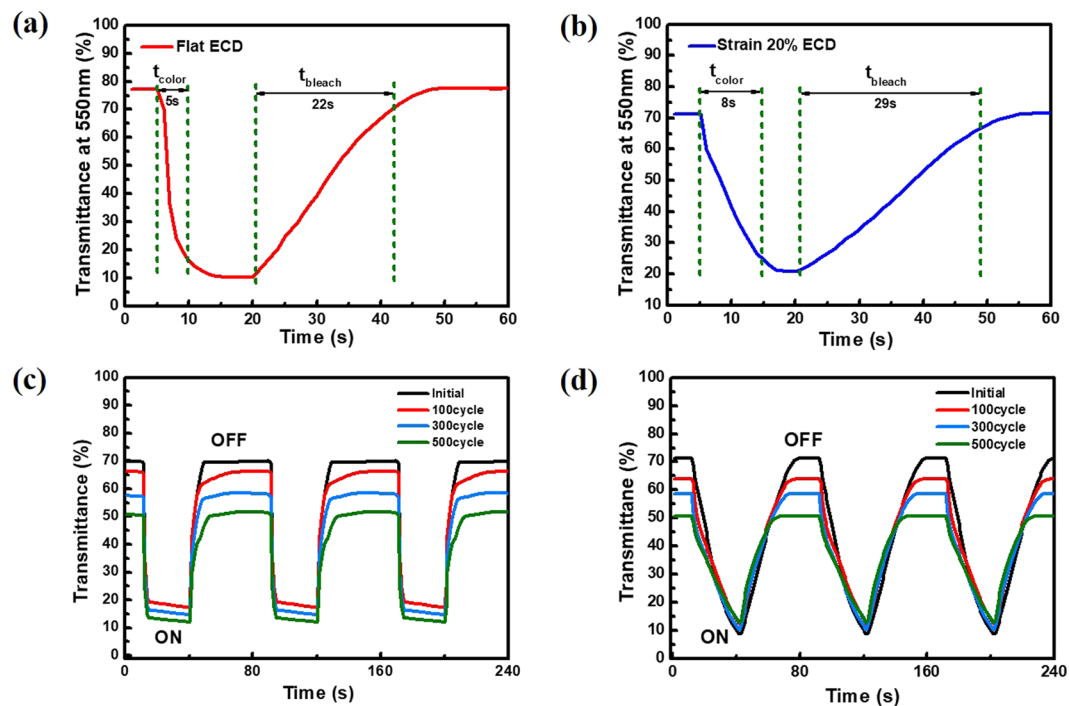 (a)
Flat ECD
t_color
5s
t_bleach
22s
Transmittance at 550nm (%)
100
90
80
70
60
50
40
30
20
10
0
0 10 20 30 40 50 60
Time (s)
(b)
Strain 20% ECD
t_color
8s
t_bleach
29s
Transmittance at 550nm (%)
100
90
80
70
60
50
40
30
20
10
0 10 20 30 40 50 60
Time (s)
(c)
Initial
100cycle
300cycle
500cycle
OFF
ON
Transmittance (%)
100
90
80
70
60
50
40
30
20
10
0
0 80 160 240
Time (s)
(d)
Initial
100cycle
300cycle
500cycle
OFF
ON
Transmittane (%)
100
90
80
70
60
50
40
30
20
10
0
0 80 160 240
Time (s)